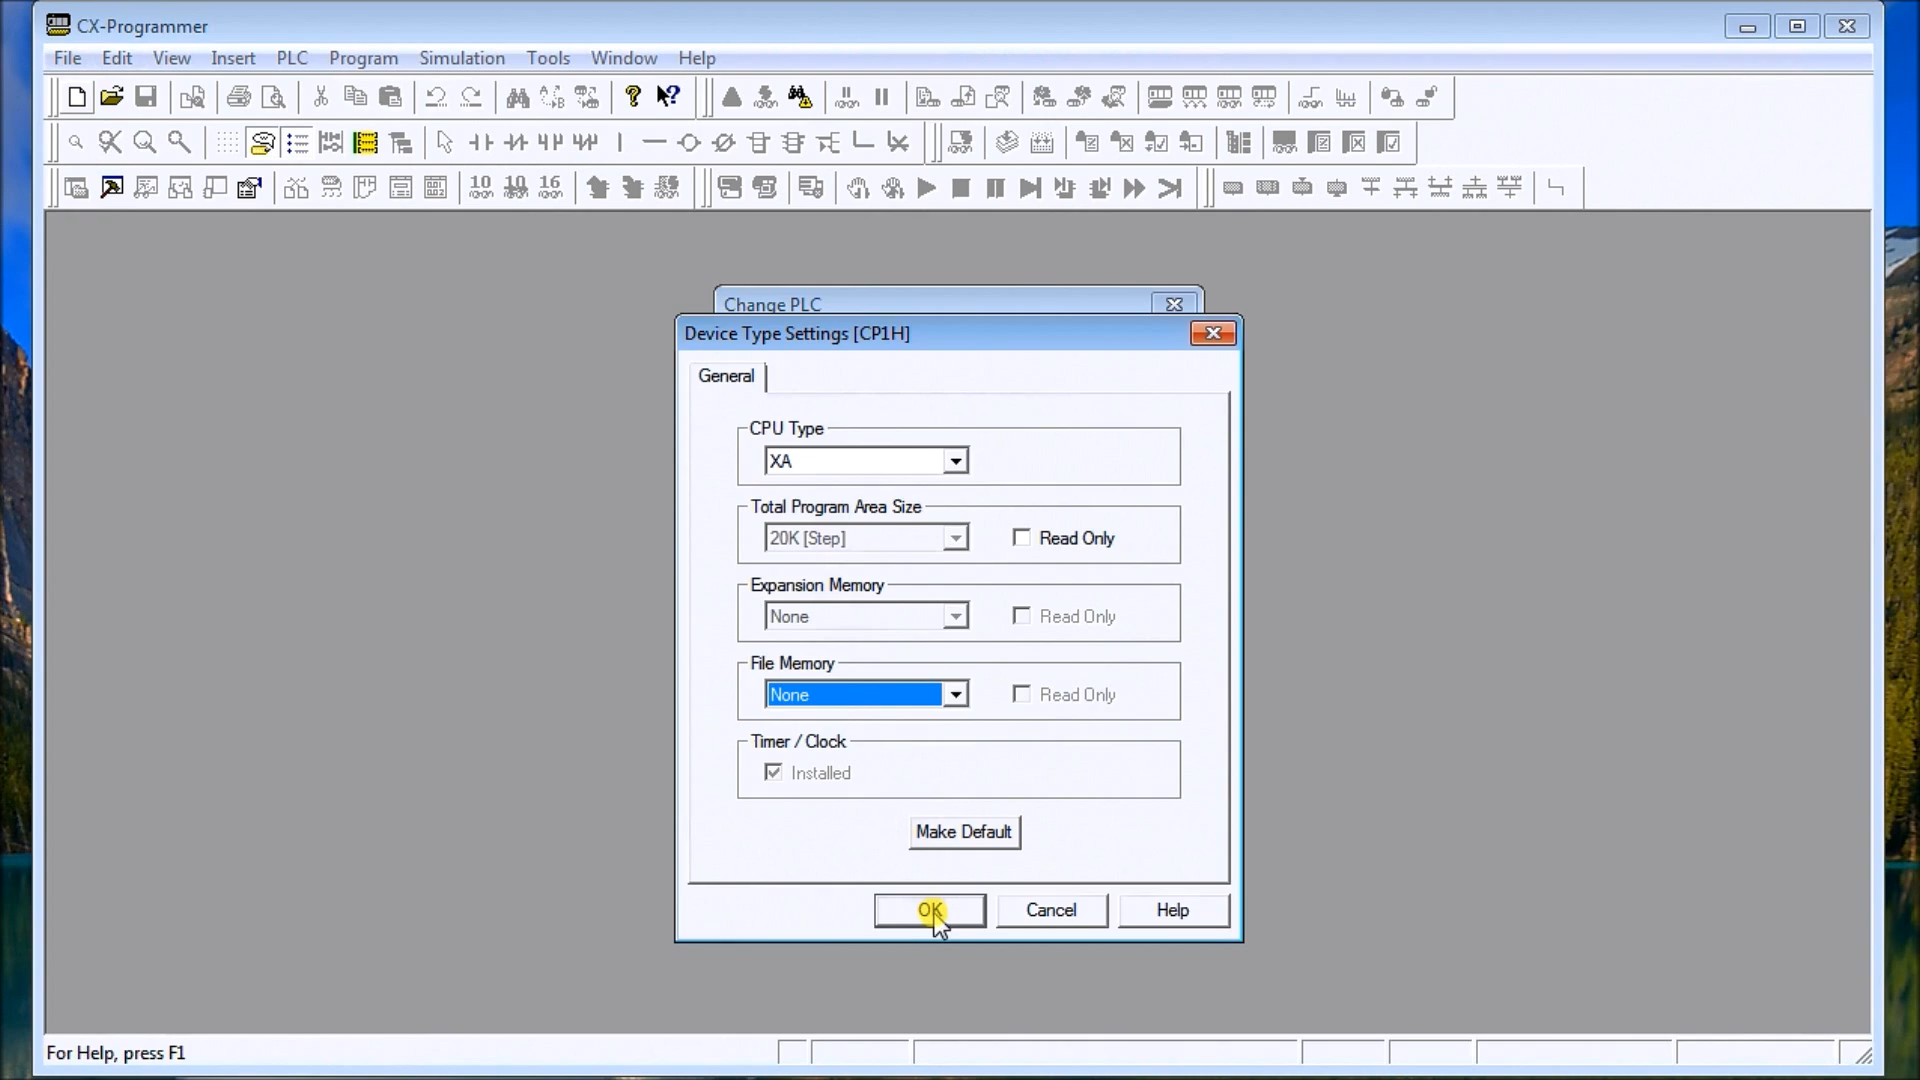 CX-Programmer
File Edit View Insert PLC Program Simulation Tools Window Help
10 10 16
Change PLC
Device Type Settings [CP1H]
General
CPU Type
XA
Total Program Area Size
20K [Step]
Read Only
Expansion Memory
None
Read Only
File Memory
None
Read Only
Timer / Clock
Installed
Make Default
OK
Cancel
Help
For Help, press F1